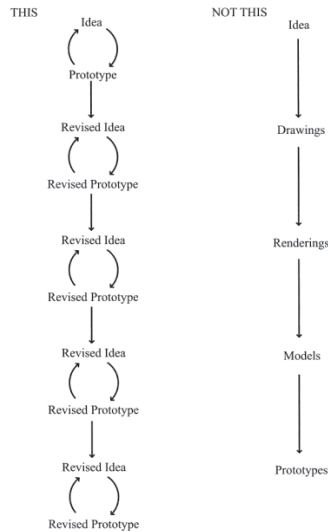 THIS
Idea
Prototype
Revised Idea
Revised Prototype
Revised Idea
Revised Prototype
Revised Idea
Revised Prototype
Revised Idea
Revised Prototype
NOT THIS
Idea
Drawings
Renderings
Models
Prototypes